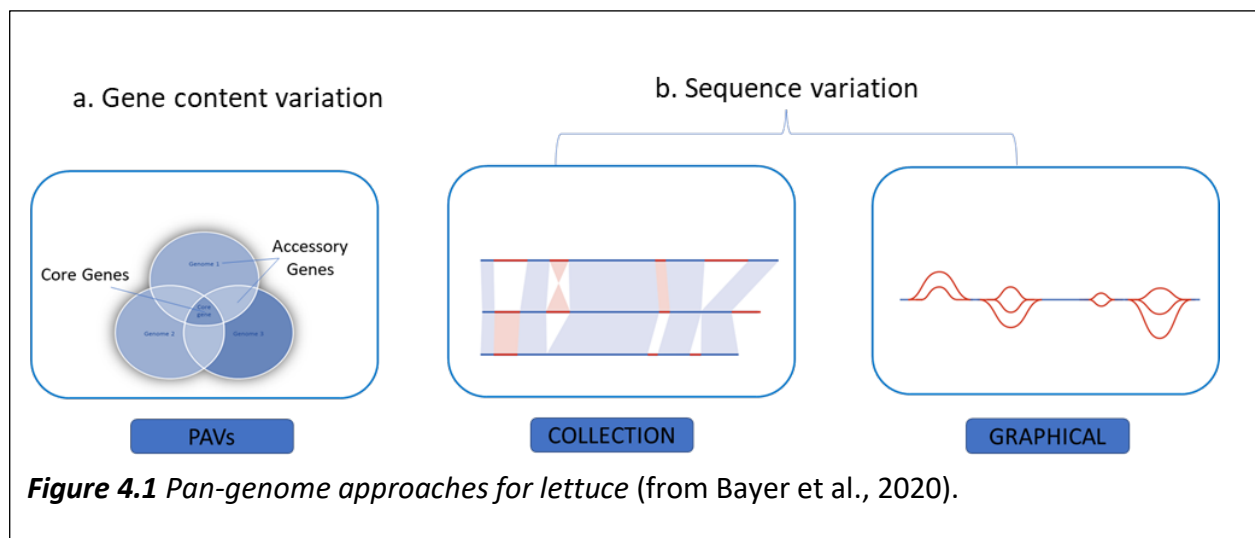 a. Gene content variation
b. Sequence variation
Genome 1
Accessory
Genes
Core Genes
Core
gene
Genome 2
Genome 3
PAVs
COLLECTION
GRAPHICAL
Figure 4.1 Pan-genome approaches for lettuce (from Bayer et al., 2020).